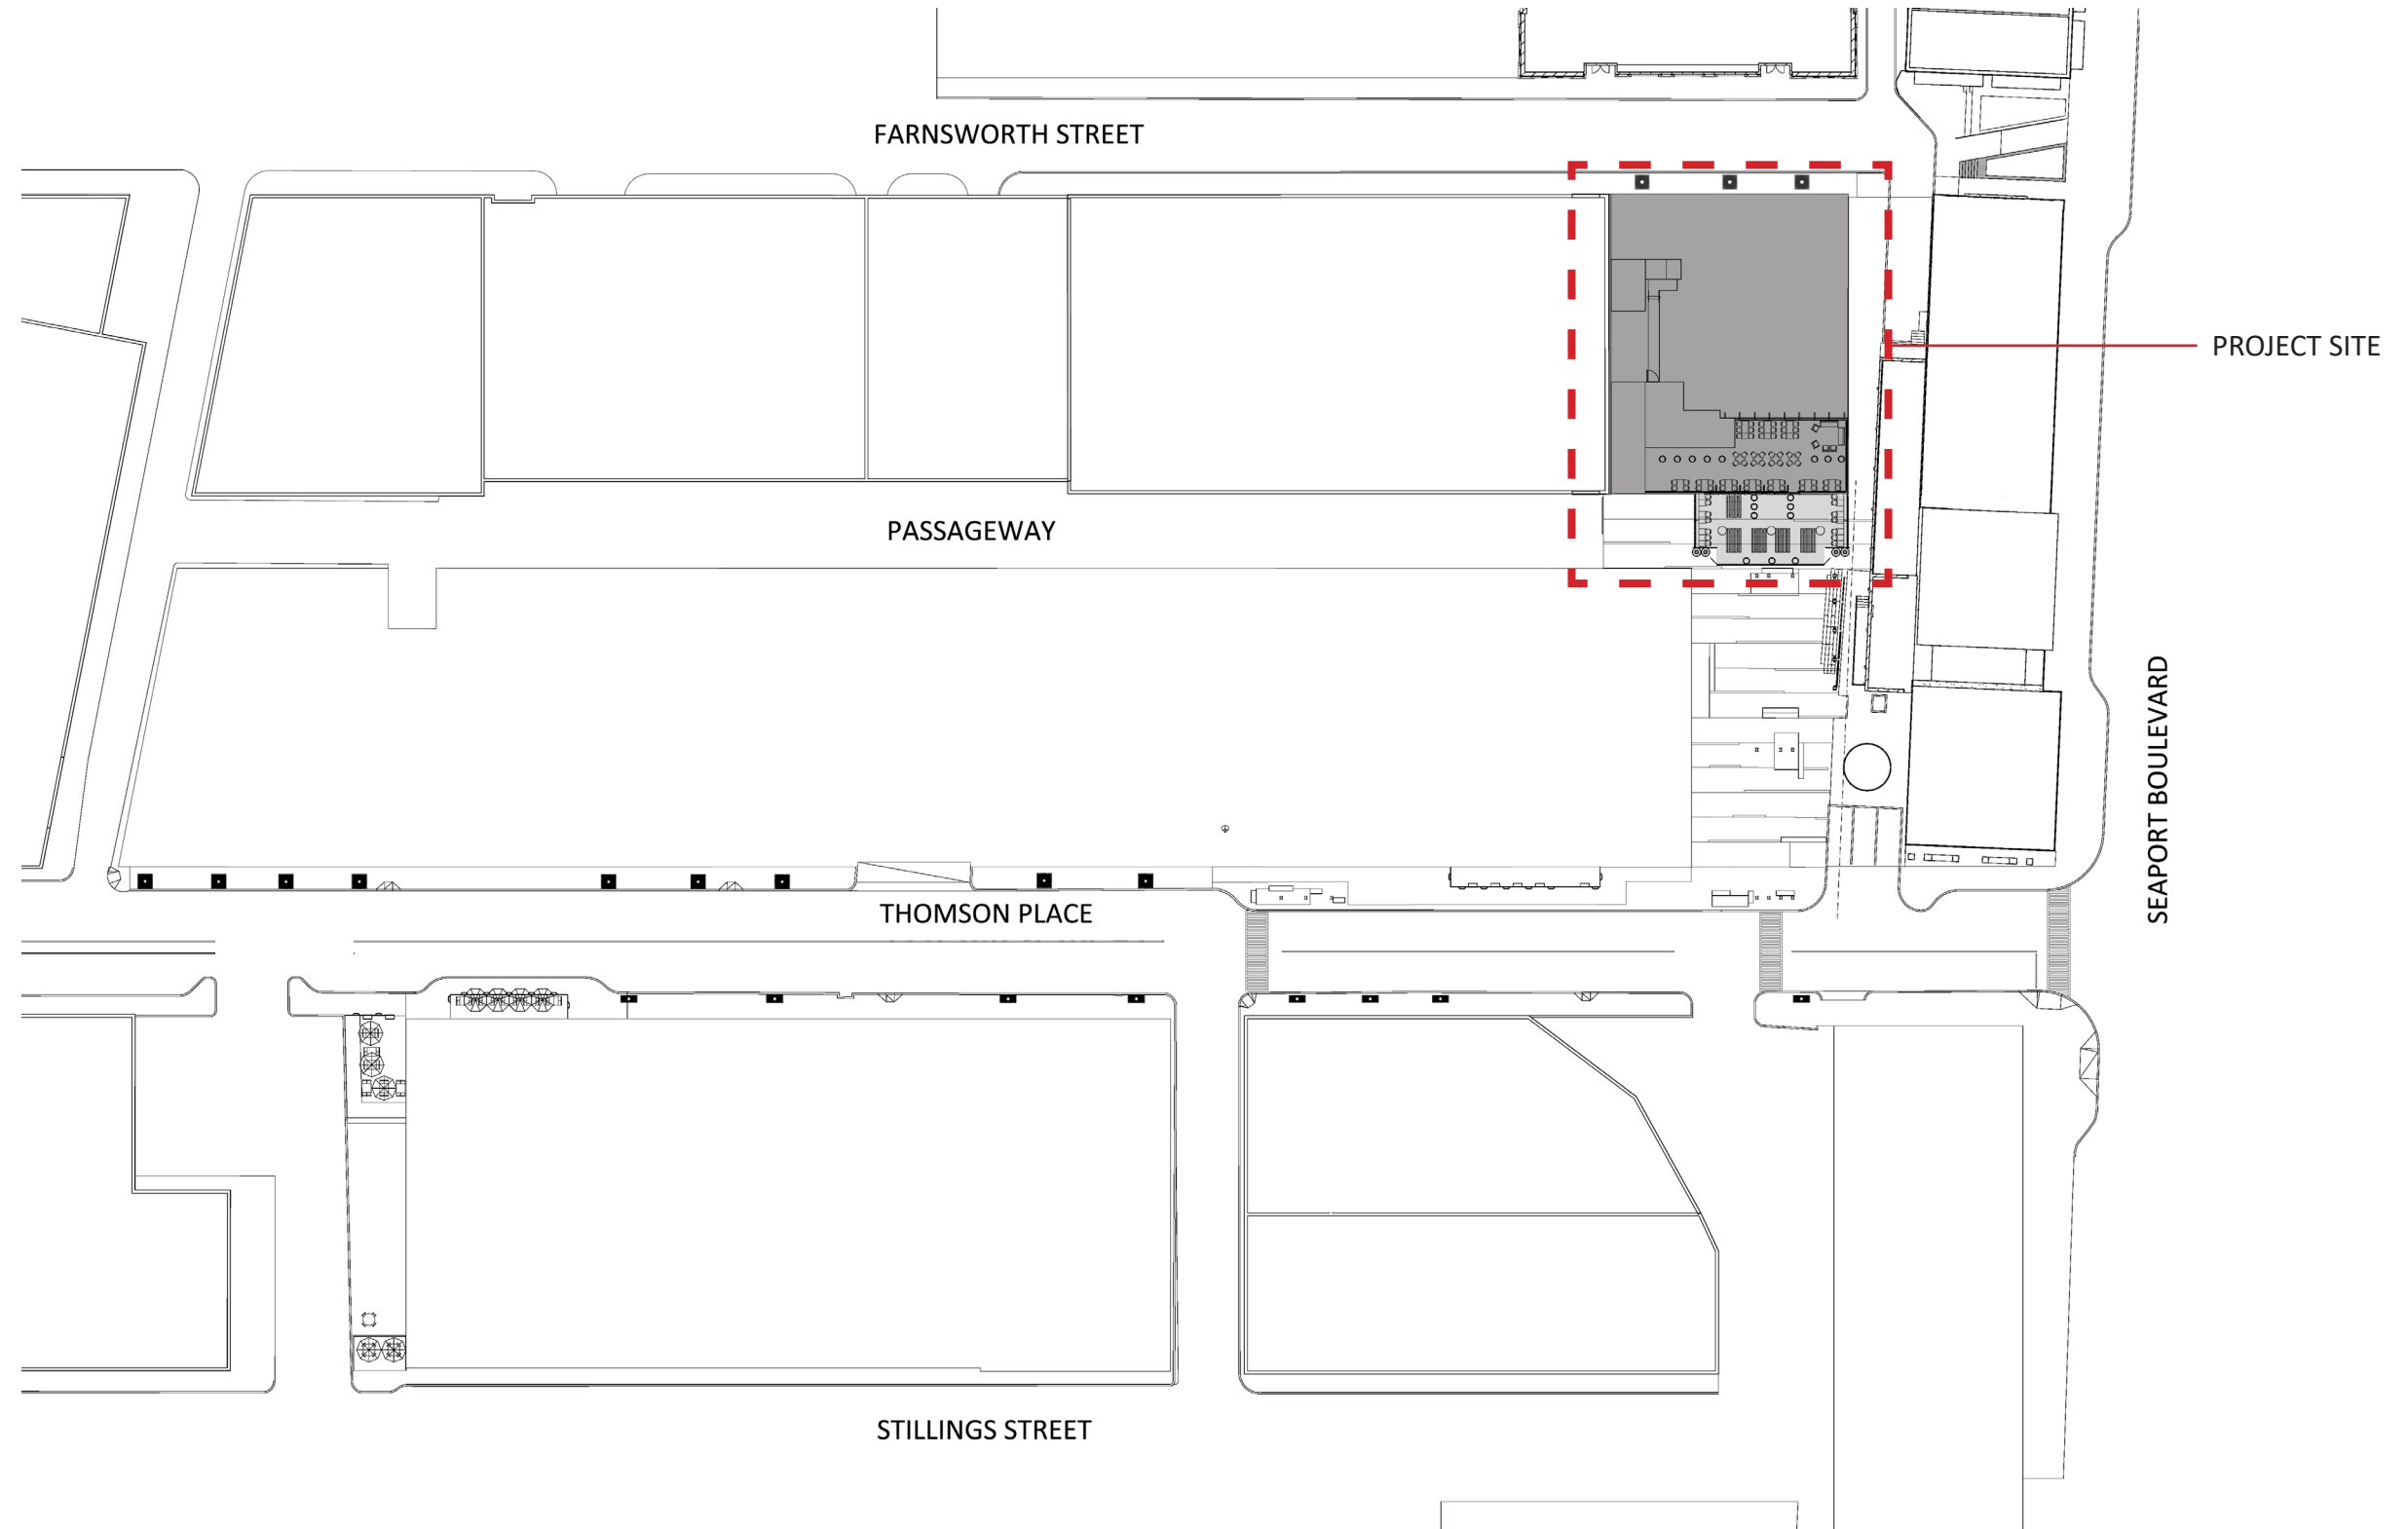 FARNSWORTH STREET
PROJECT SITE
PASSAGEWAY
SEAPORT BOULEVARD
THOMSON PLACE
STILLINGS STREET